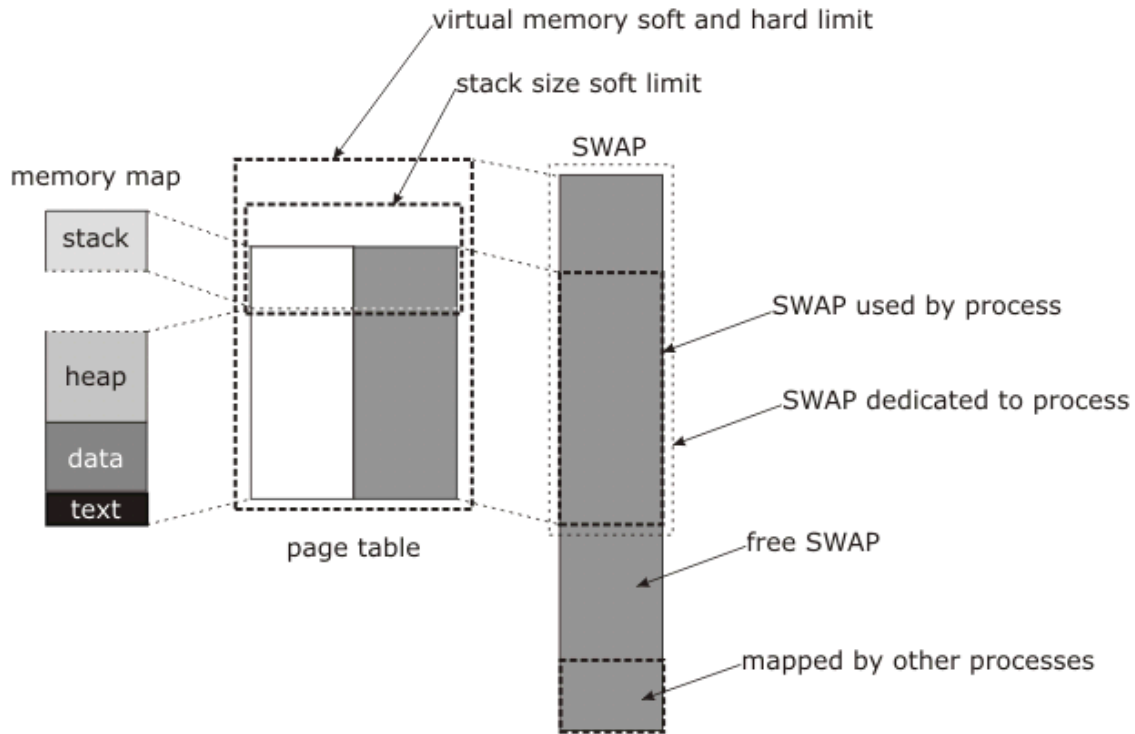 virtual memory soft and hard limit
stack size soft limit
SWAP
memory map
stack
SWAP used by process
heap
SWAP dedicated to process
data
text
page table
free SWAP
mapped by other processes